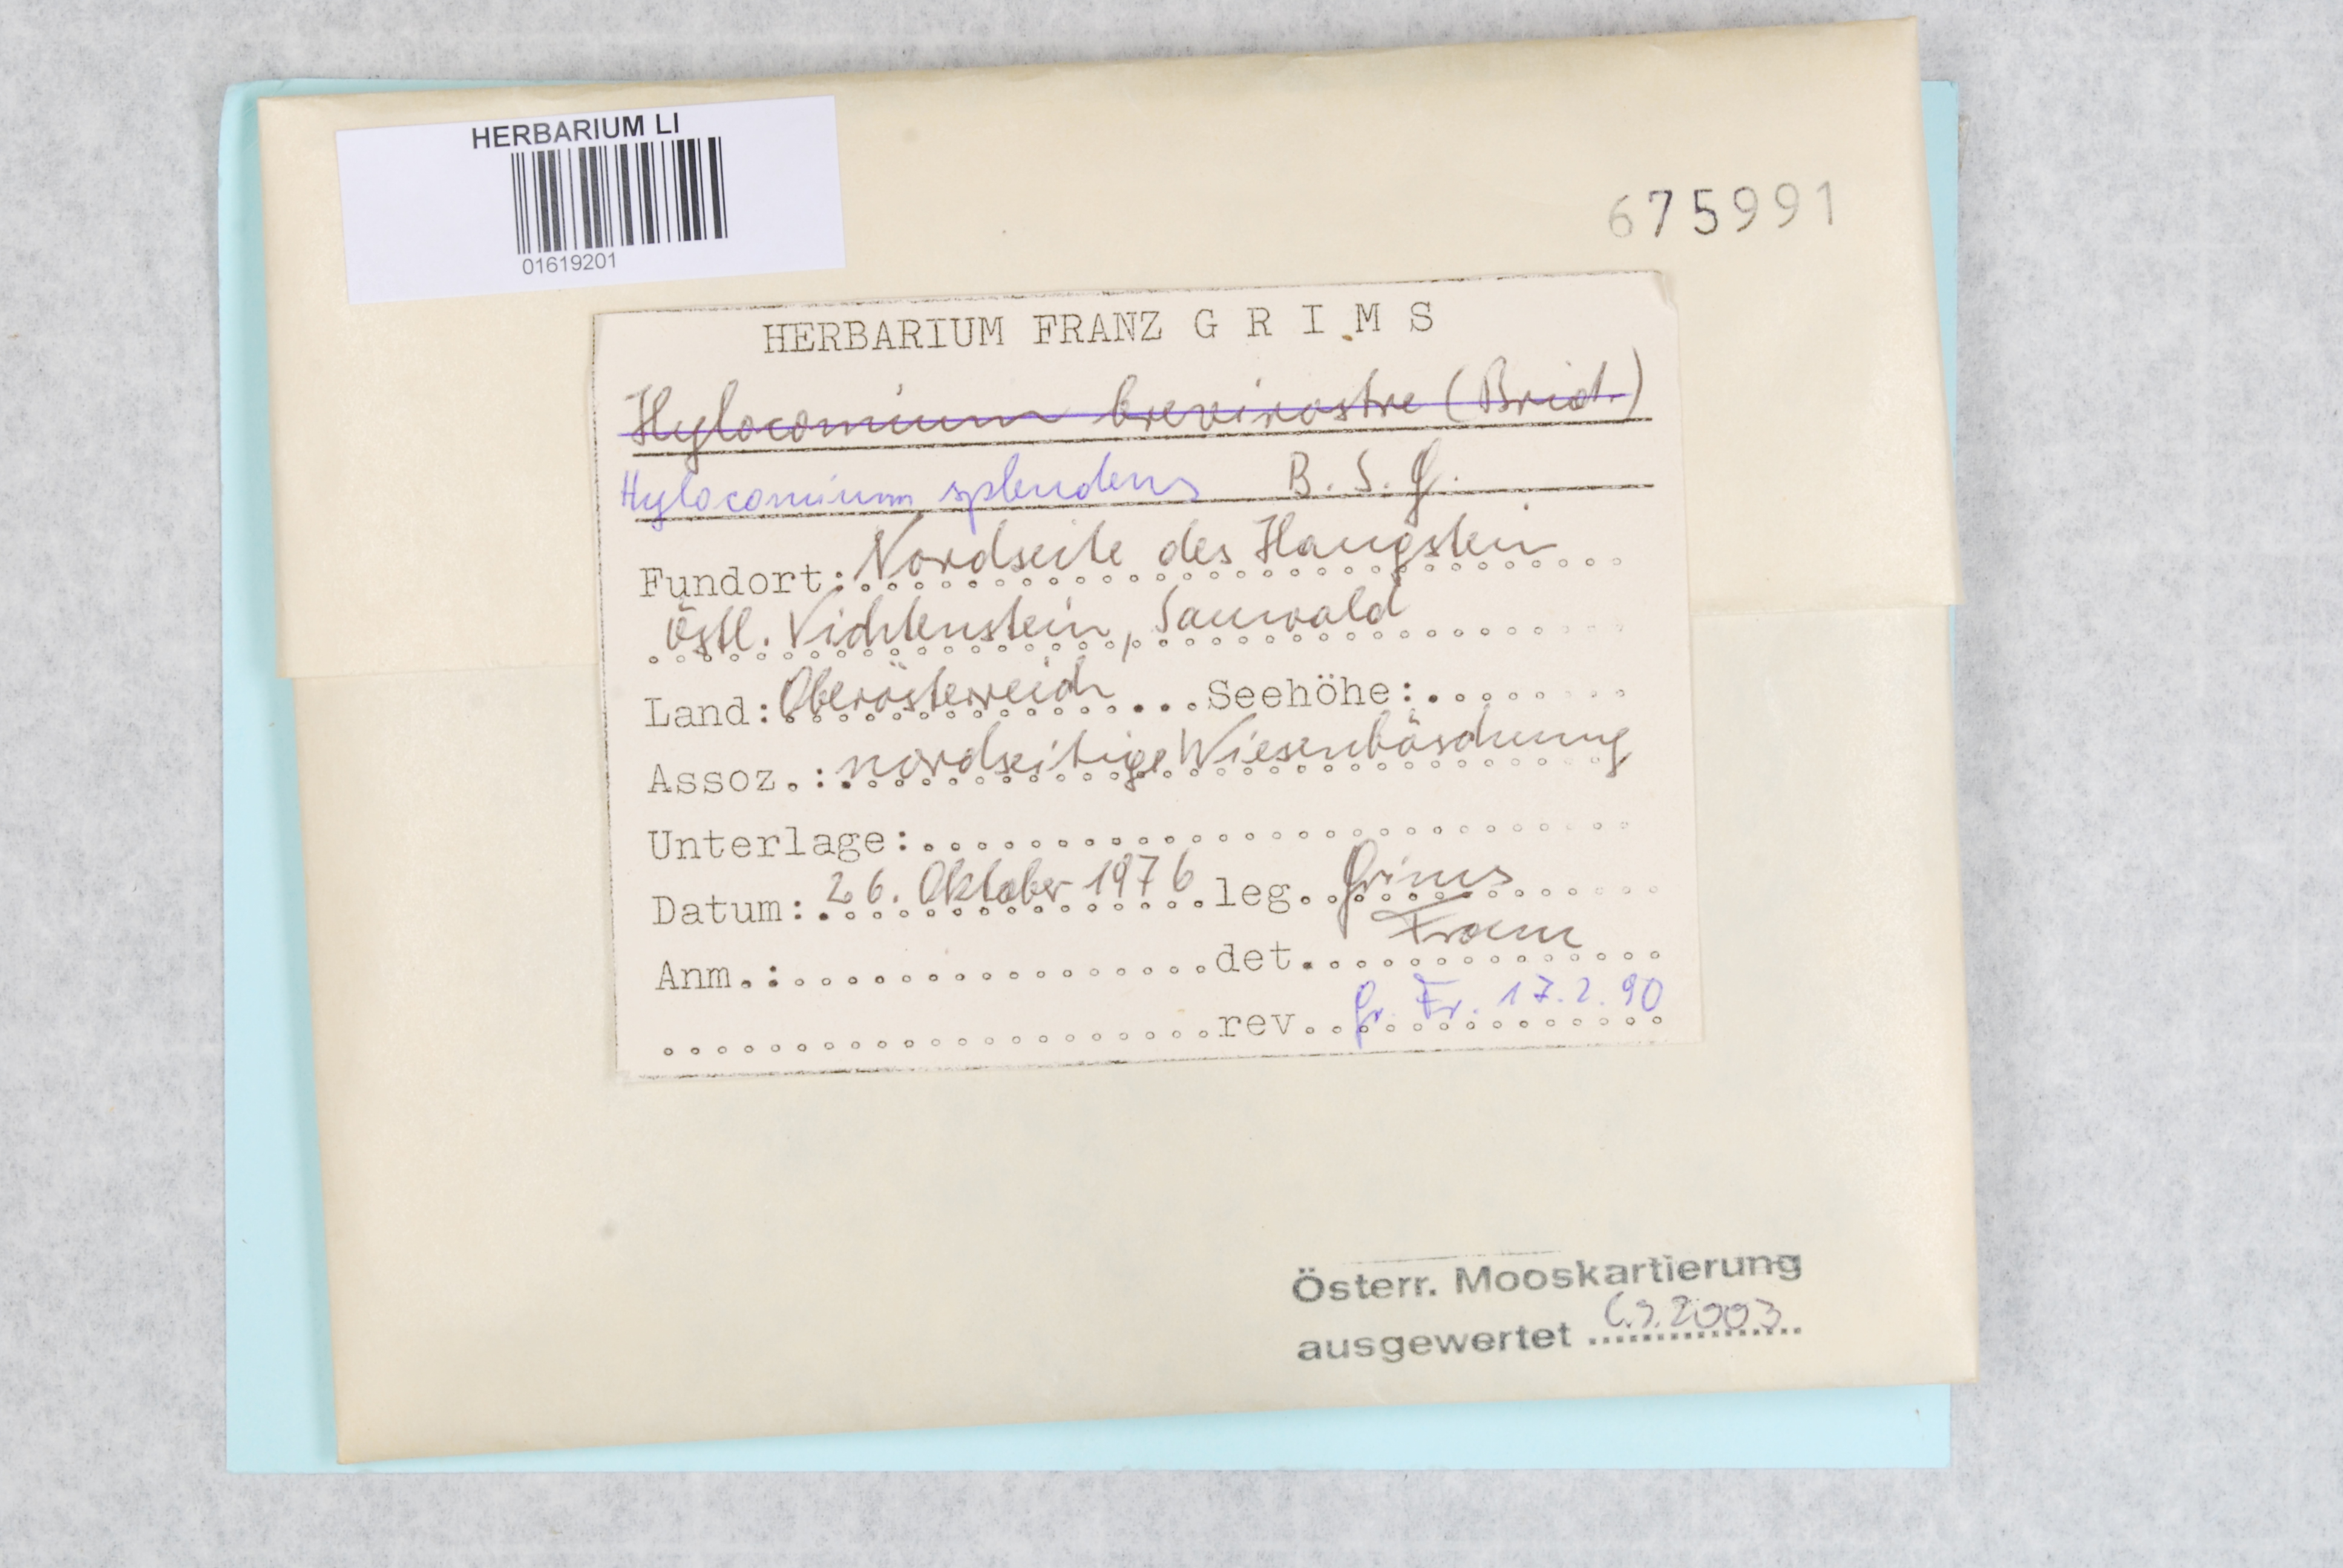 HERBARIUM LI
01619201
675991
HERBARIUM FRANZ G R I M S
Hylocomium brevirostre (Brid.)
Hylocomium splendens B. S. G.
Fundort: Nordseite des Haugstein
östl. Vichtenstein, Sauwald
Land: Oberösterreich ... Seehöhe:
Assoz.: nordseitige Wiesenböschung
Unterlage:
Datum: 26. Oktober 1976 leg. Grims
Franz
Anm.: det.
rev. Gr. Fr. 17.2.90
Österr. Mooskartierung
ausgewertet 2003